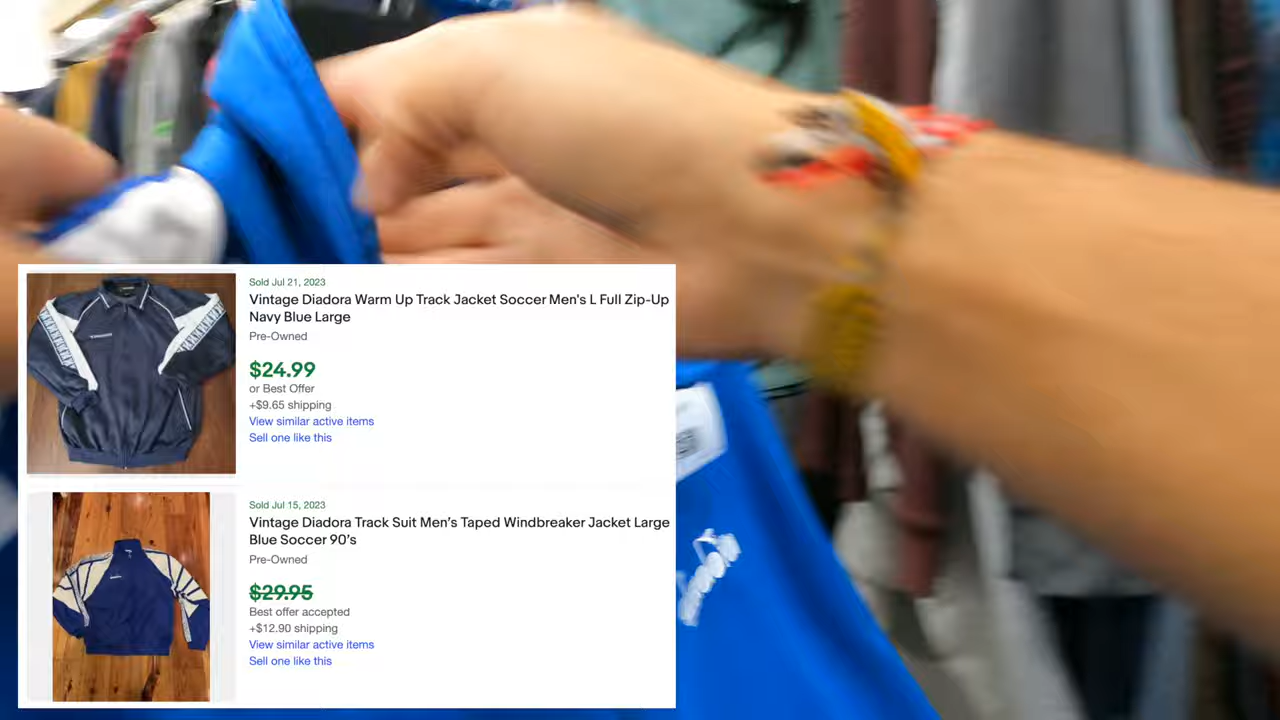 Sold Jul 21, 2023
Vintage Diadora Warm Up Track Jacket Soccer Men's L Full Zip-Up
Navy Blue Large
Pre-Owned
$24.99
or Best Offer
+$9.65 shipping
View similar active items
Sell one like this
Sold Jul 15, 2023
Vintage Diadora Track Suit Men's Taped Windbreaker Jacket Large
Blue Soccer 90's
Pre-Owned
$29.95
Best offer accepted
+$12.90 shipping
View similar active items
Sell one like this